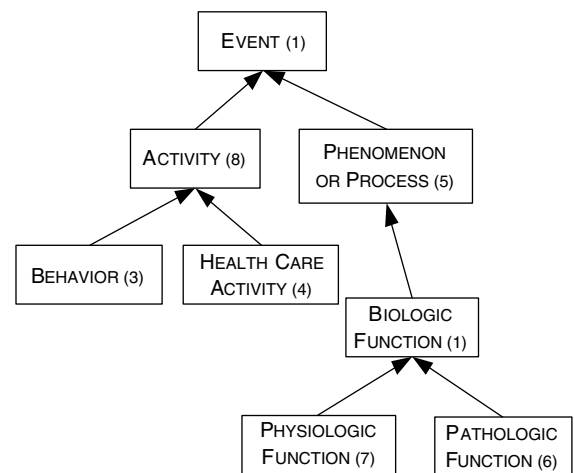 EVENT (1)
ACTIVITY (8)
PHENOMENON
OR PROCESS (5)
BEHAVIOR (3)
HEALTH CARE
ACTIVITY (4)
BIOLOGIC
FUNCTION (1)
PHYSIOLOGIC
FUNCTION (7)
PATHOLOGIC
FUNCTION (6)